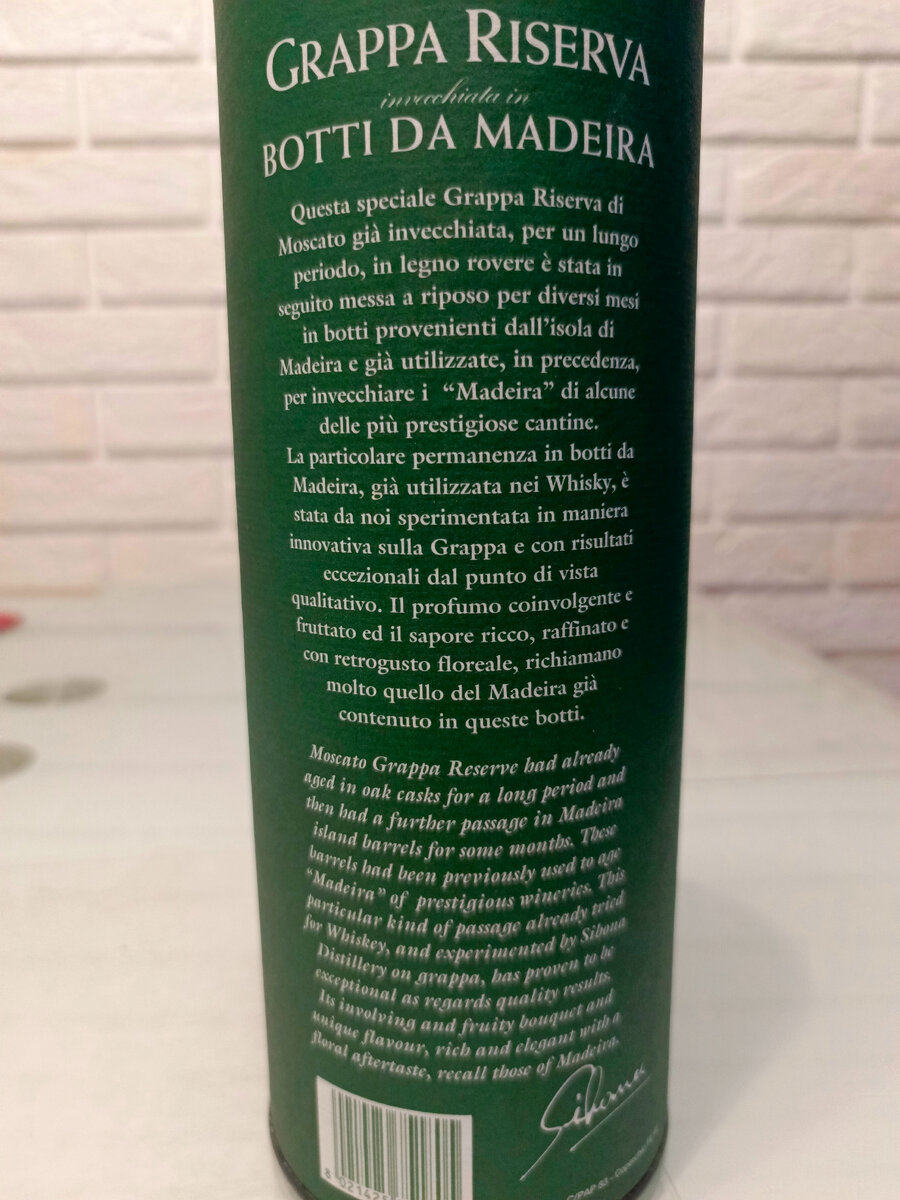 GRAPPA RISERVA
invecchiata in
BOTTI DA MADEIRA
Questa speciale Grappa Riserva di
Moscato già invecchiata, per un lungo
periodo, in legno rovere è stata in
seguito messa a riposo per diversi mesi
in botti provenienti dall'isola di
Madeira e già utilizzate, in precedenza,
per invecchiare i “Madeira” di alcune
delle più prestigiose cantine.
La particolare permanenza in botti da
Madeira, già utilizzata nei Whisky, è
stata da noi sperimentata in maniera
innovativa sulla Grappa e con risultati
eccezionali dal punto di vista
qualitativo. Il profumo coinvolgente e
fruttato ed il sapore ricco, raffinato e
con retrogusto floreale, richiamano
molto quello del Madeira già
contenuto in queste botti.
Moscato Grappa Reserve had already
aged in oak casks for a long period and
then had a further passage in Madeira
island barrels for some months. These
barrels had been previously used to age
“Madeira” of prestigious wineries. This
particular kind of passage already tried
for Whiskey, and experimented by Sibona
Distillery on grappa, has proven to be
exceptional as regards quality results.
Its involving and fruity bouquet and
unique flavour, rich and elegant with a
floral aftertaste, recall those of Madeira.
Sibona
8 021425
C/PAP 83 -